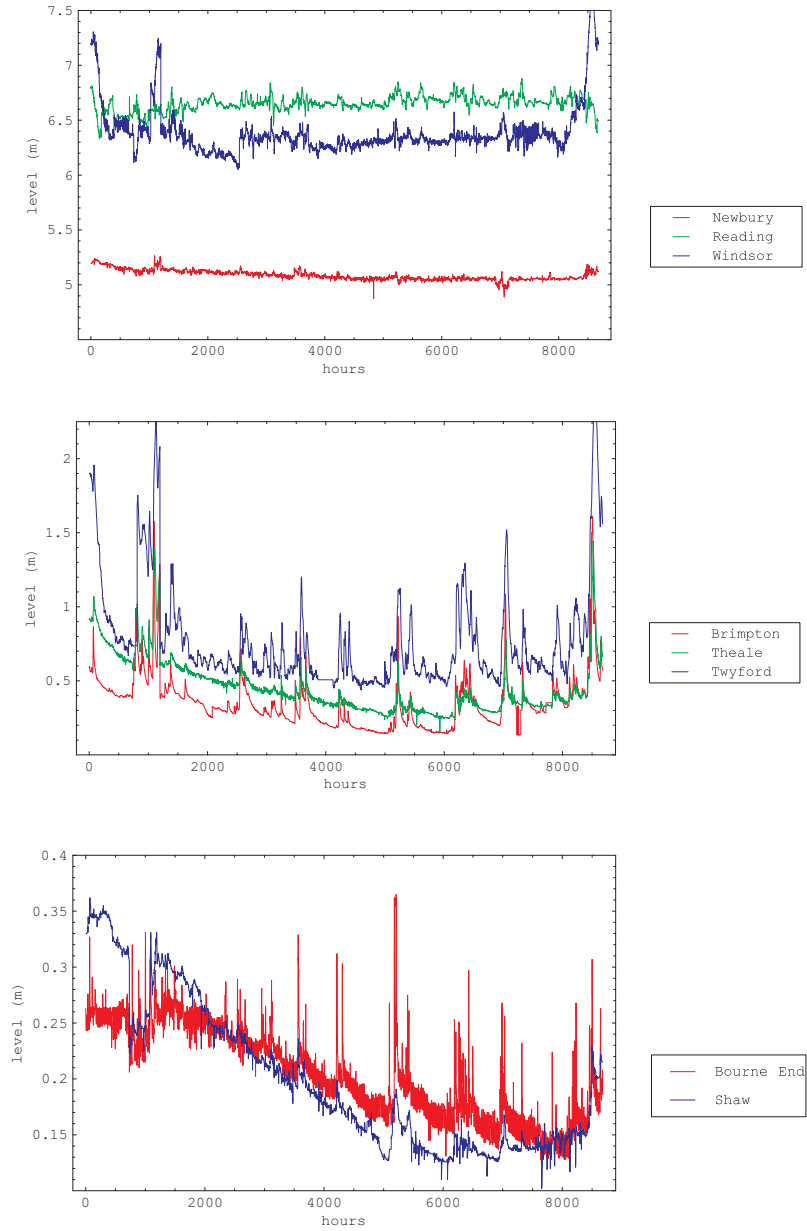 7.5
7
6.5
6
5.5
5
level (m)
0 2000 4000 6000 8000
hours
Newbury
Reading
Windsor
2
1.5
1
0.5
level (m)
0 2000 4000 6000 8000
hours
Brimpton
Theale
Twyford
0.4
0.35
0.3
0.25
0.2
0.15
level (m)
0 2000 4000 6000 8000
hours
Bourne End
Shaw